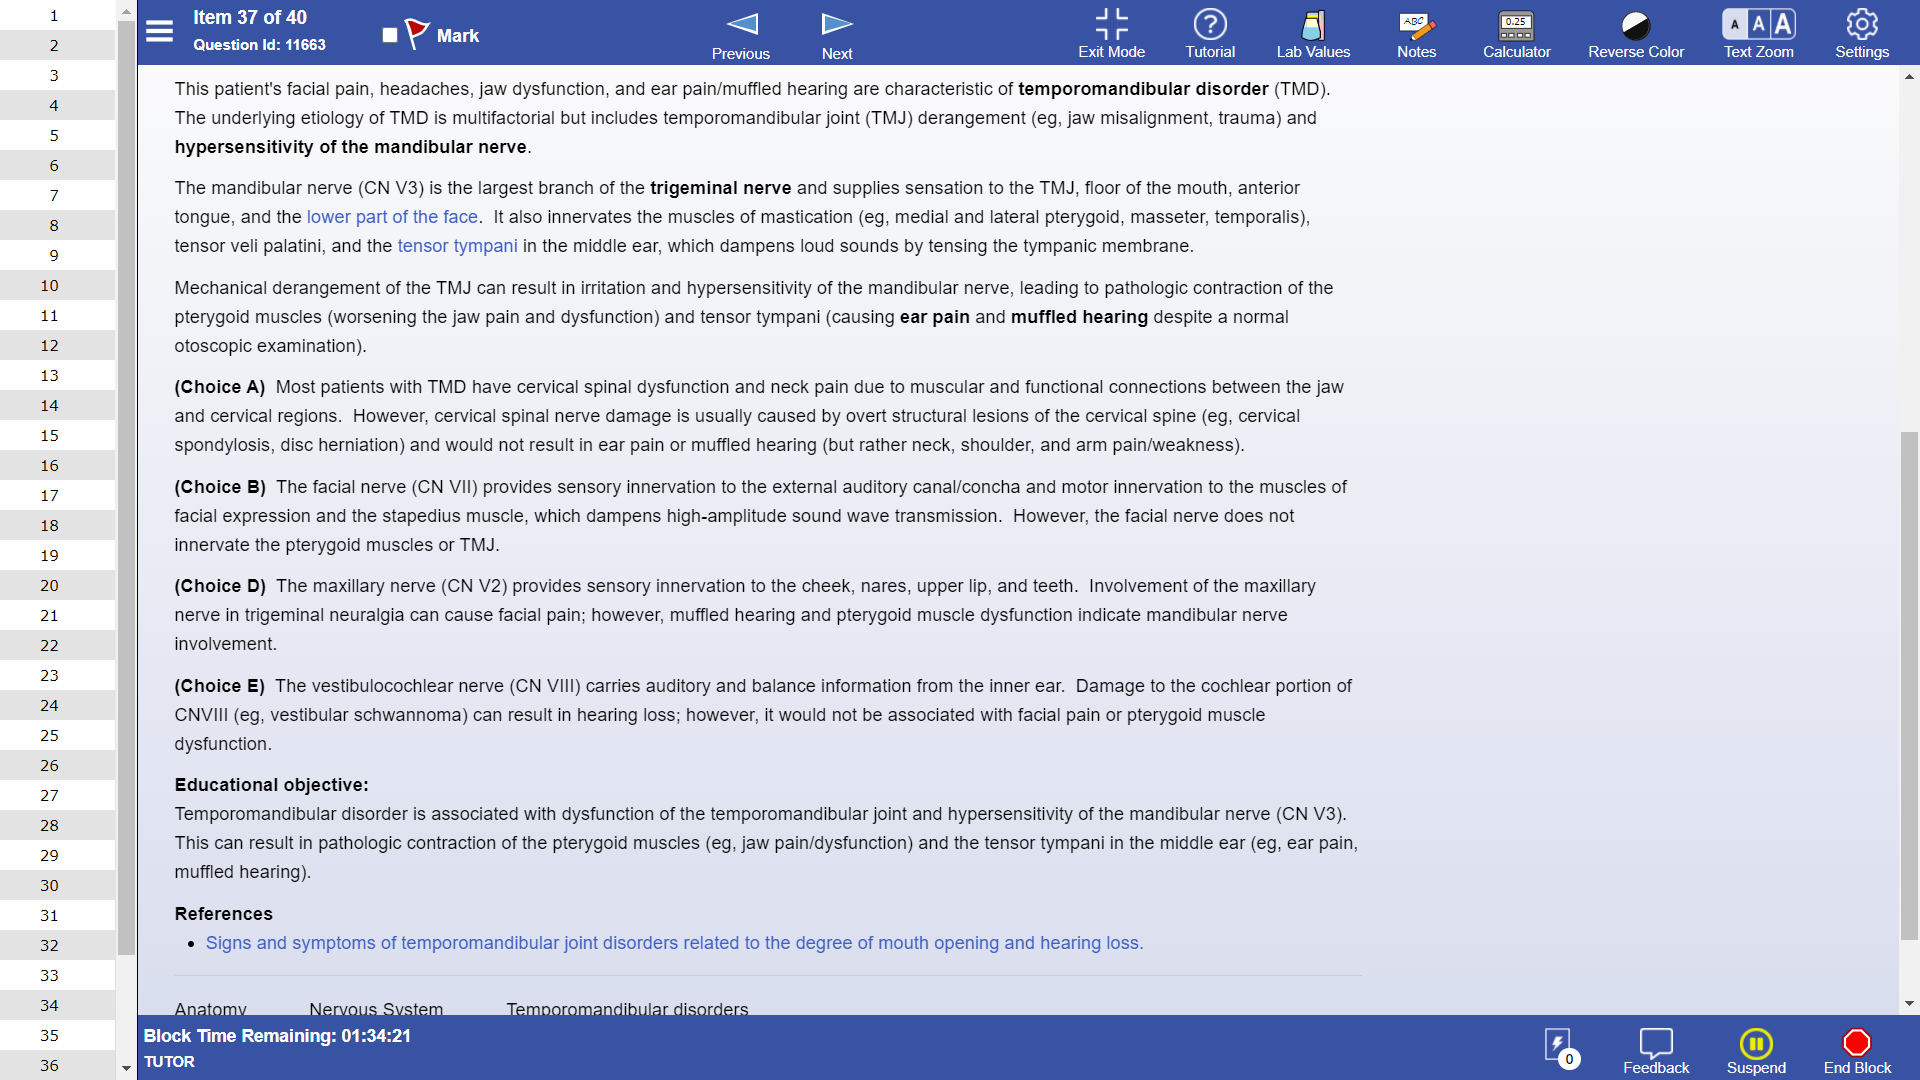 1
2
3
4
5
6
7
8
9
10
11
12
13
14
15
16
17
18
19
20
21
22
23
24
25
26
27
28
29
30
31
32
33
34
35
36
Item 37 of 40
Question Id: 11663
Mark
Previous
Next
Exit Mode
Tutorial
Lab Values
ABC
Notes
0.25
Calculator
Reverse Color
A A A
Text Zoom
Settings
This patient's facial pain, headaches, jaw dysfunction, and ear pain/muffled hearing are characteristic of temporomandibular disorder (TMD).
The underlying etiology of TMD is multifactorial but includes temporomandibular joint (TMJ) derangement (eg, jaw misalignment, trauma) and
hypersensitivity of the mandibular nerve.
The mandibular nerve (CN V3) is the largest branch of the trigeminal nerve and supplies sensation to the TMJ, floor of the mouth, anterior
tongue, and the lower part of the face. It also innervates the muscles of mastication (eg, medial and lateral pterygoid, masseter, temporalis),
tensor veli palatini, and the tensor tympani in the middle ear, which dampens loud sounds by tensing the tympanic membrane.
Mechanical derangement of the TMJ can result in irritation and hypersensitivity of the mandibular nerve, leading to pathologic contraction of the
pterygoid muscles (worsening the jaw pain and dysfunction) and tensor tympani (causing ear pain and muffled hearing despite a normal
otoscopic examination).
(Choice A) Most patients with TMD have cervical spinal dysfunction and neck pain due to muscular and functional connections between the jaw
and cervical regions. However, cervical spinal nerve damage is usually caused by overt structural lesions of the cervical spine (eg, cervical
spondylosis, disc herniation) and would not result in ear pain or muffled hearing (but rather neck, shoulder, and arm pain/weakness).
(Choice B) The facial nerve (CN VII) provides sensory innervation to the external auditory canal/concha and motor innervation to the muscles of
facial expression and the stapedius muscle, which dampens high-amplitude sound wave transmission. However, the facial nerve does not
innervate the pterygoid muscles or TMJ.
(Choice D) The maxillary nerve (CN V2) provides sensory innervation to the cheek, nares, upper lip, and teeth. Involvement of the maxillary
nerve in trigeminal neuralgia can cause facial pain; however, muffled hearing and pterygoid muscle dysfunction indicate mandibular nerve
involvement.
(Choice E) The vestibulocochlear nerve (CN VIII) carries auditory and balance information from the inner ear. Damage to the cochlear portion of
CNVIII (eg, vestibular schwannoma) can result in hearing loss; however, it would not be associated with facial pain or pterygoid muscle
dysfunction.
Educational objective:
Temporomandibular disorder is associated with dysfunction of the temporomandibular joint and hypersensitivity of the mandibular nerve (CN V3).
This can result in pathologic contraction of the pterygoid muscles (eg, jaw pain/dysfunction) and the tensor tympani in the middle ear (eg, ear pain,
muffled hearing).
References
• Signs and symptoms of temporomandibular joint disorders related to the degree of mouth opening and hearing loss.
Anatomy Nervous System Temporomandibular disorders
Block Time Remaining: 01:34:21
TUTOR
0
Feedback
Suspend
End Block